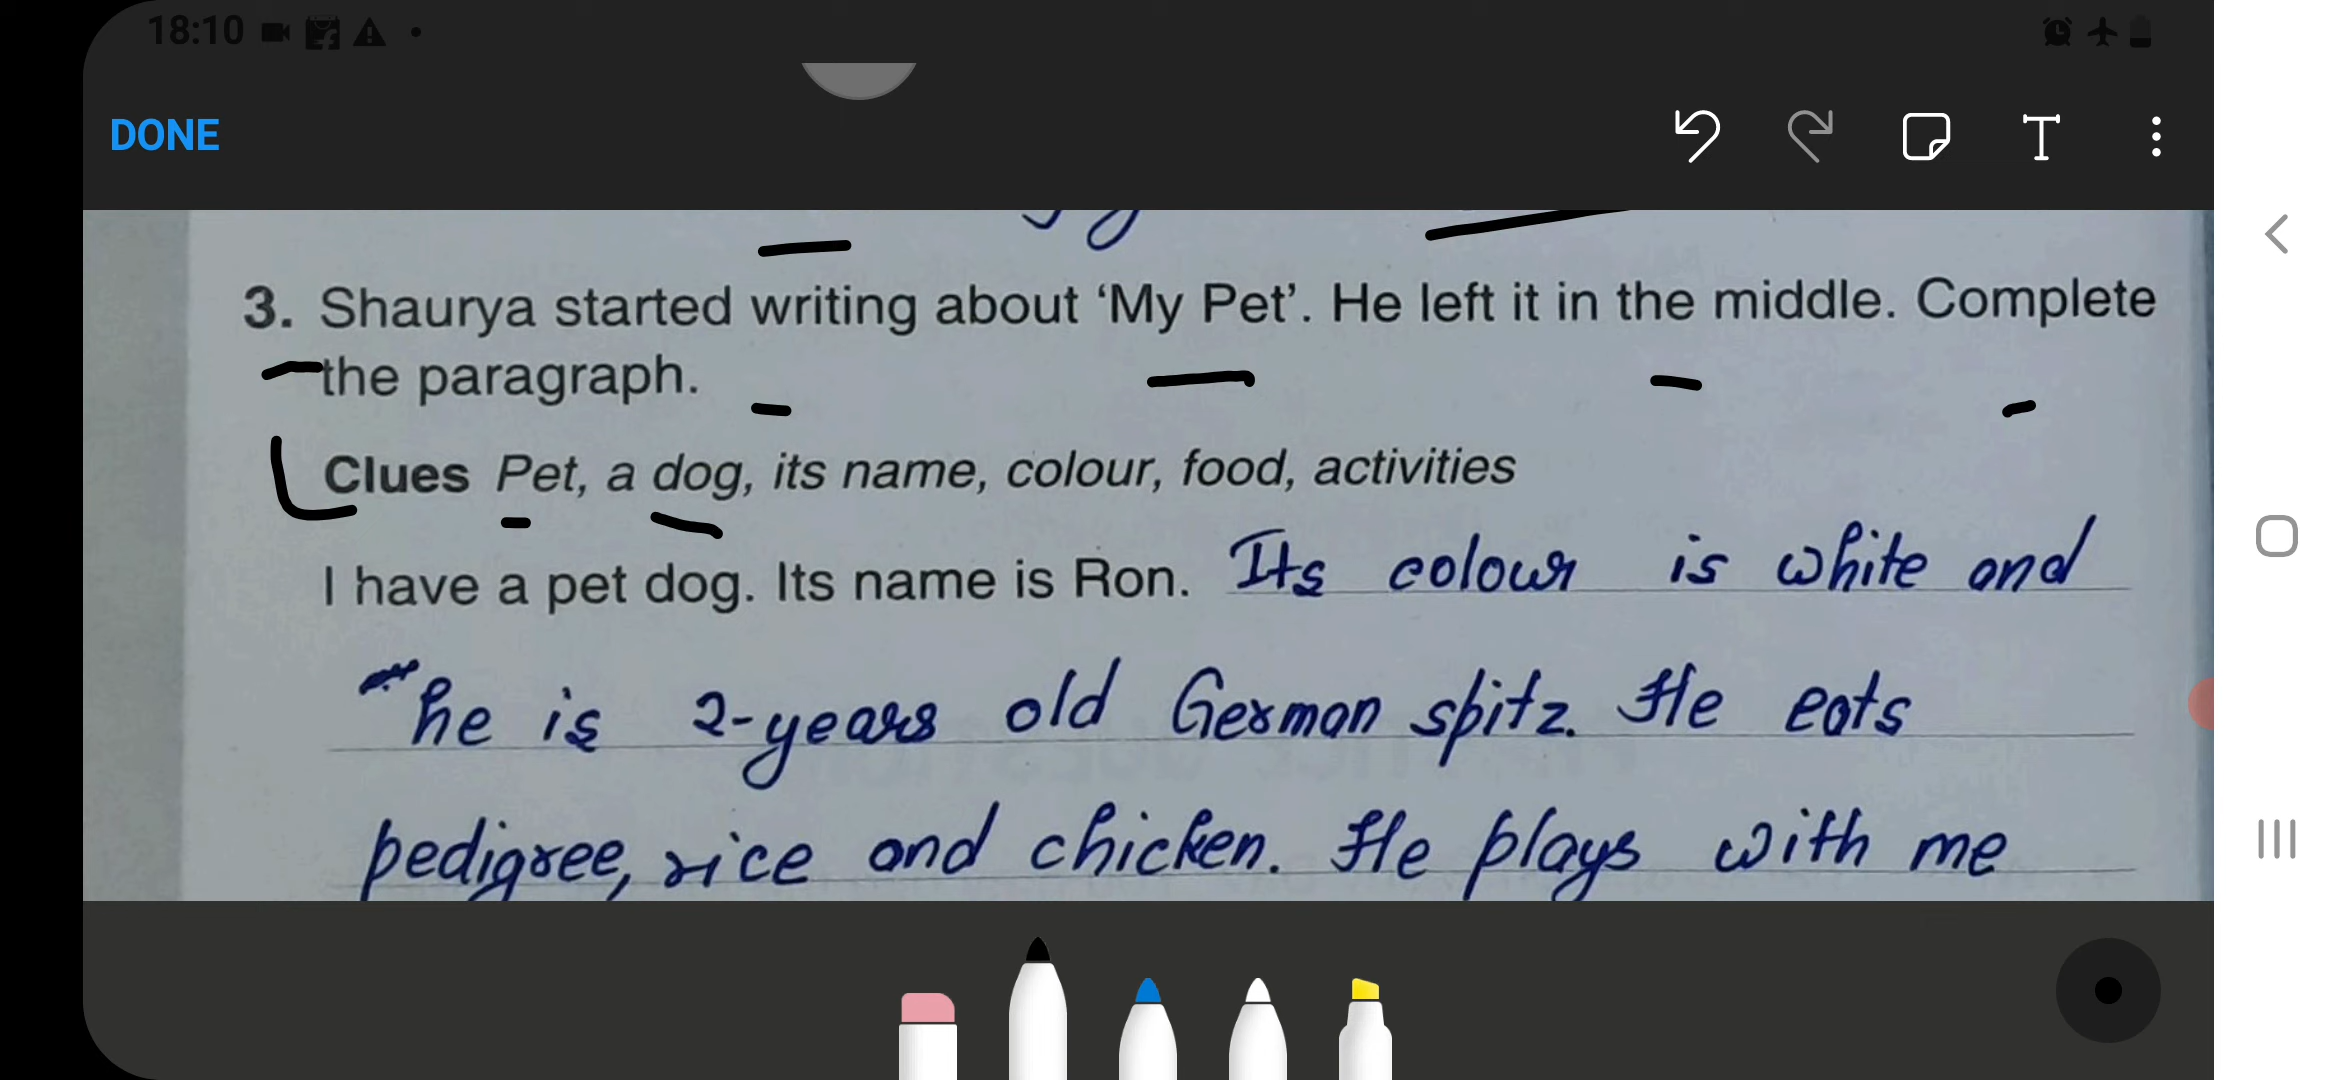 18:10
DONE
T
3. Shaurya started writing about ‘My Pet’. He left it in the middle. Complete
the paragraph.
Clues Pet, a dog, its name, colour, food, activities
I have a pet dog. Its name is Ron. Its colour is white and
he is 2-years old German spitz. He eats
pedigree, rice and chicken. He plays with me